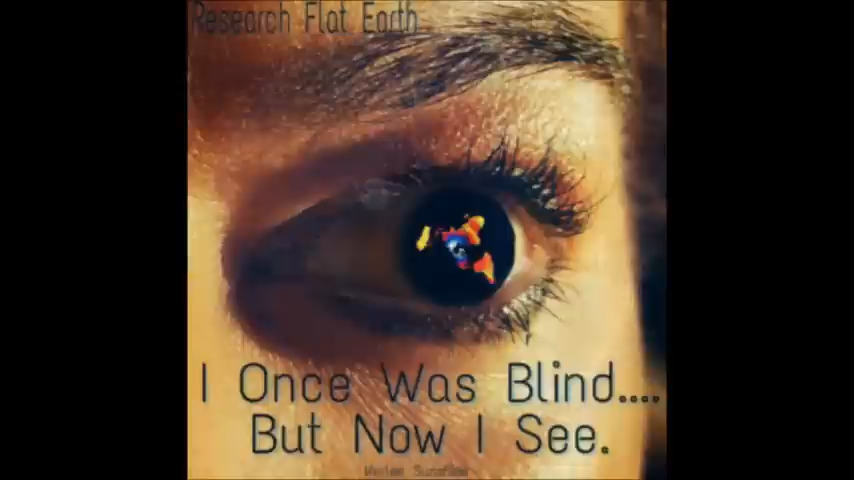 Research Flat Earth
I Once Was Blind....
But Now I See.